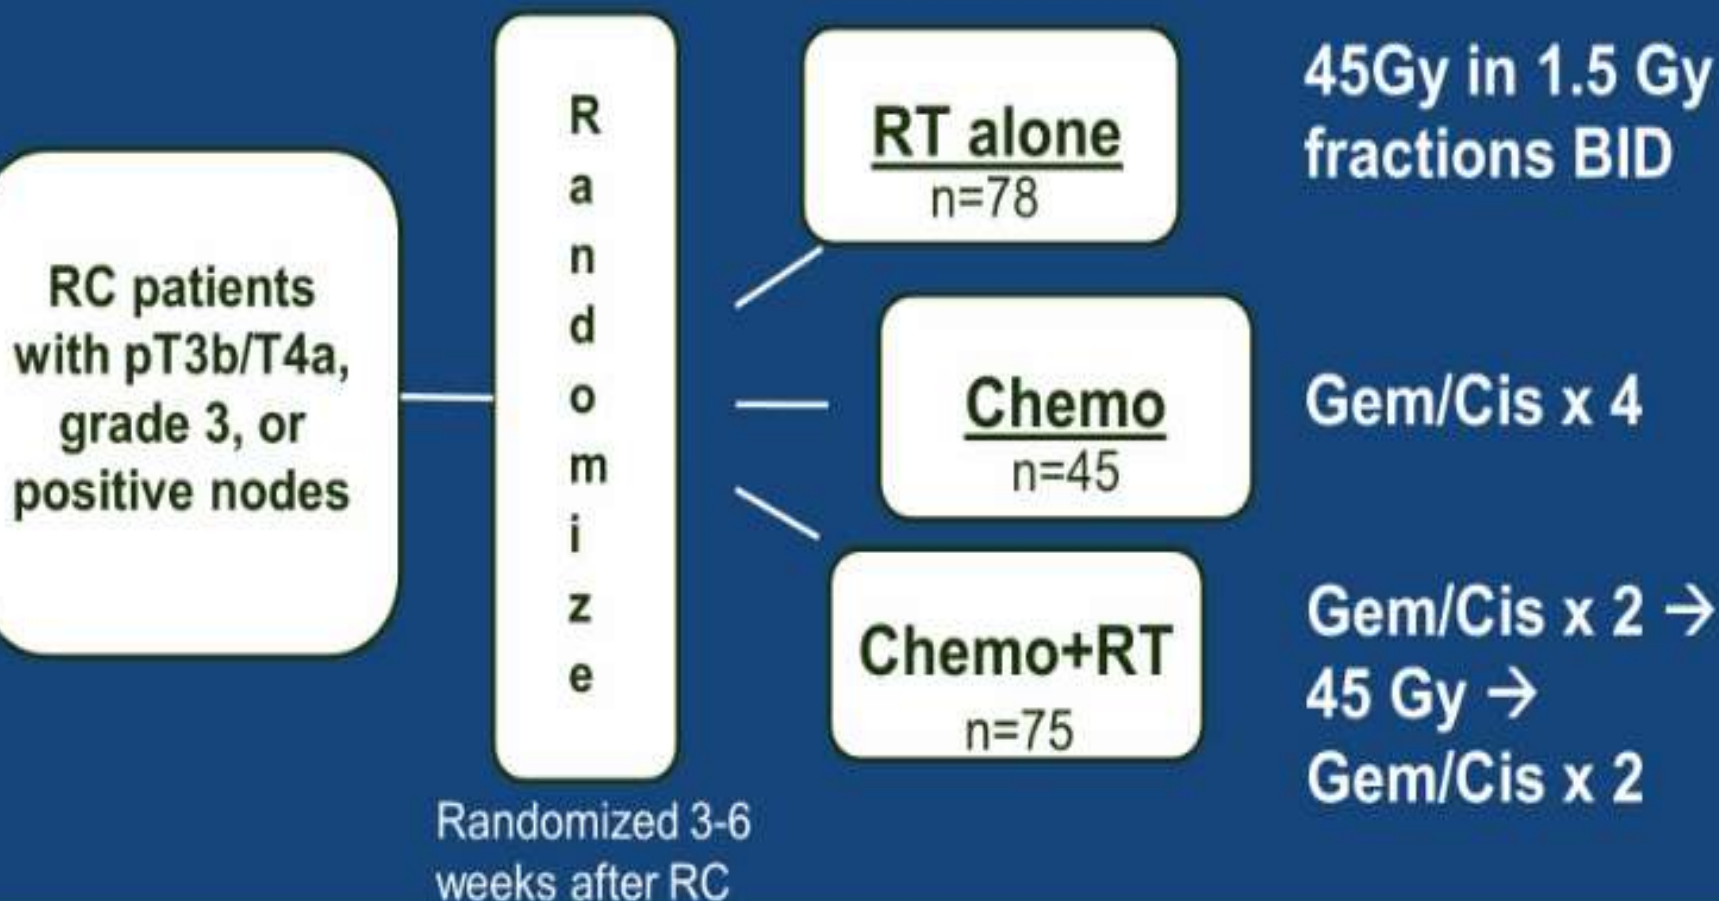 RC patients
with pT3b/T4a,
grade 3, or
positive nodes
Randomize
Randomized 3-6
weeks after RC
RT alone
n=78
45Gy in 1.5 Gy
fractions BID
Chemo
n=45
Gem/Cis x 4
Chemo+RT
n=75
Gem/Cis x 2 →
45 Gy →
Gem/Cis x 2